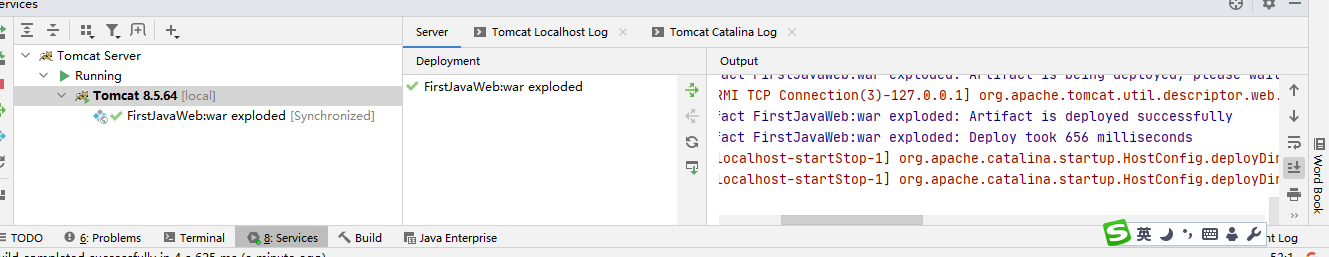 Services
Server
Tomcat Localhost Log
Tomcat Catalina Log
Tomcat Server
Running
Tomcat 8.5.64 [local]
FirstJavaWeb:war exploded [Synchronized]
Deployment
FirstJavaWeb:war exploded
Output
fact FirstJavaWeb:war exploded: Artifact is being deployed, please wait
RMI TCP Connection(3)-127.0.0.1] org.apache.tomcat.util.descriptor.web.
fact FirstJavaWeb:war exploded: Artifact is deployed successfully
fact FirstJavaWeb:war exploded: Deploy took 656 milliseconds
localhost-startStop-1] org.apache.catalina.startup.HostConfig.deployDir
localhost-startStop-1] org.apache.catalina.startup.HostConfig.deployDir
Word Book
TODO
6: Problems
Terminal
8: Services
Build
Java Enterprise
英
nt Log
uild completed successfully in 4 s 625 ms (a minute ago)
52:1